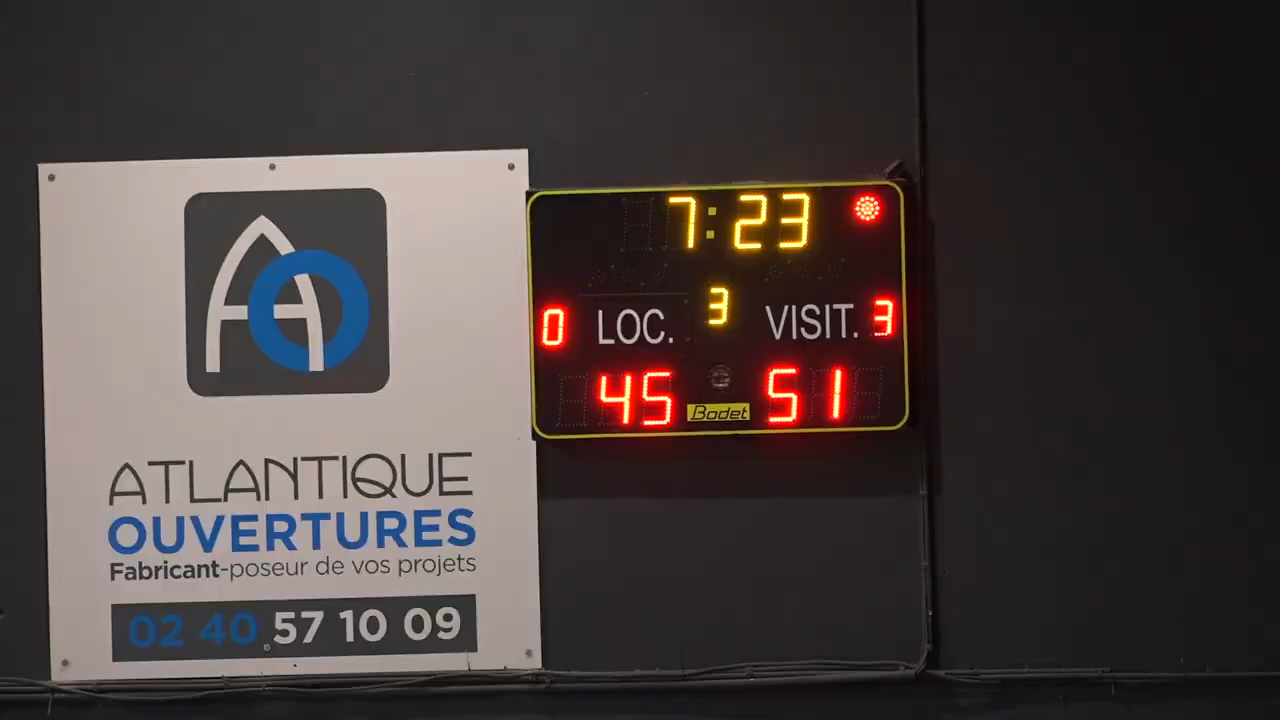 AO
ATLANTIQUE
OUVERTURES
Fabricant-poseur de vos projets
02 40 57 10 09
7:23
3
0 LOC. VISIT. 3
45 Bodet 51